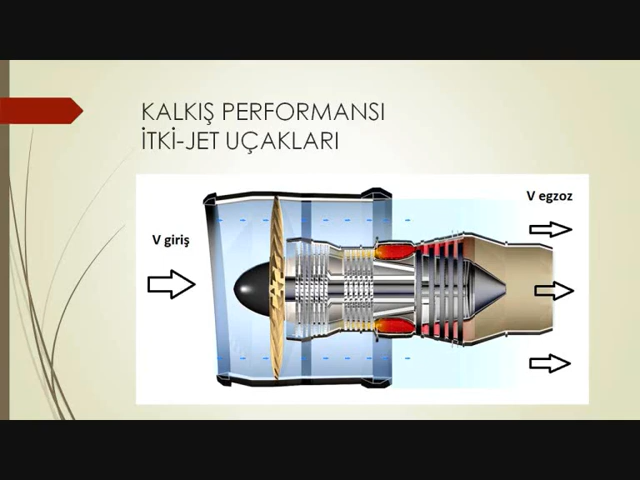 KALKIŞ PERFORMANSI
İTKİ-JET UÇAKLARI
V egzoz
V giriş